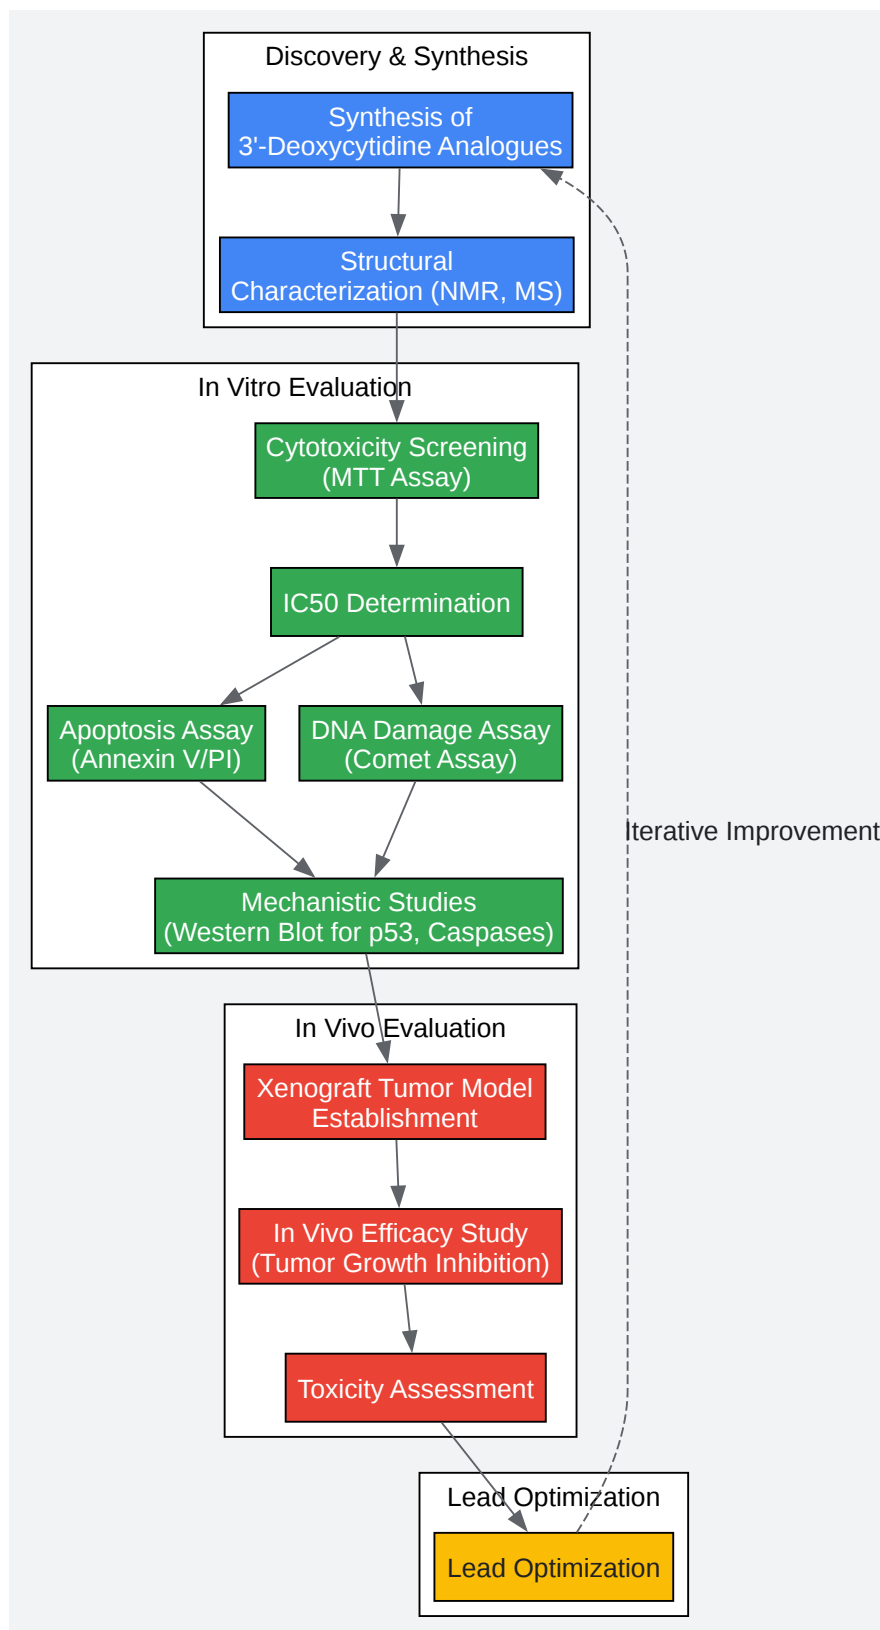 Discovery & Synthesis
Synthesis of
3'-Deoxycytidine Analogues
Structural
Characterization (NMR, MS)
In Vitro Evaluation
Cytotoxicity Screening
(MTT Assay)
IC50 Determination
Apoptosis Assay
(Annexin V/PI)
DNA Damage Assay
(Comet Assay)
Iterative Improvement
Mechanistic Studies
(Western Blot for p53, Caspases)
In Vivo Evaluation
Xenograft Tumor Model
Establishment
In Vivo Efficacy Study
(Tumor Growth Inhibition)
Toxicity Assessment
Lead Optimization
Lead Optimization